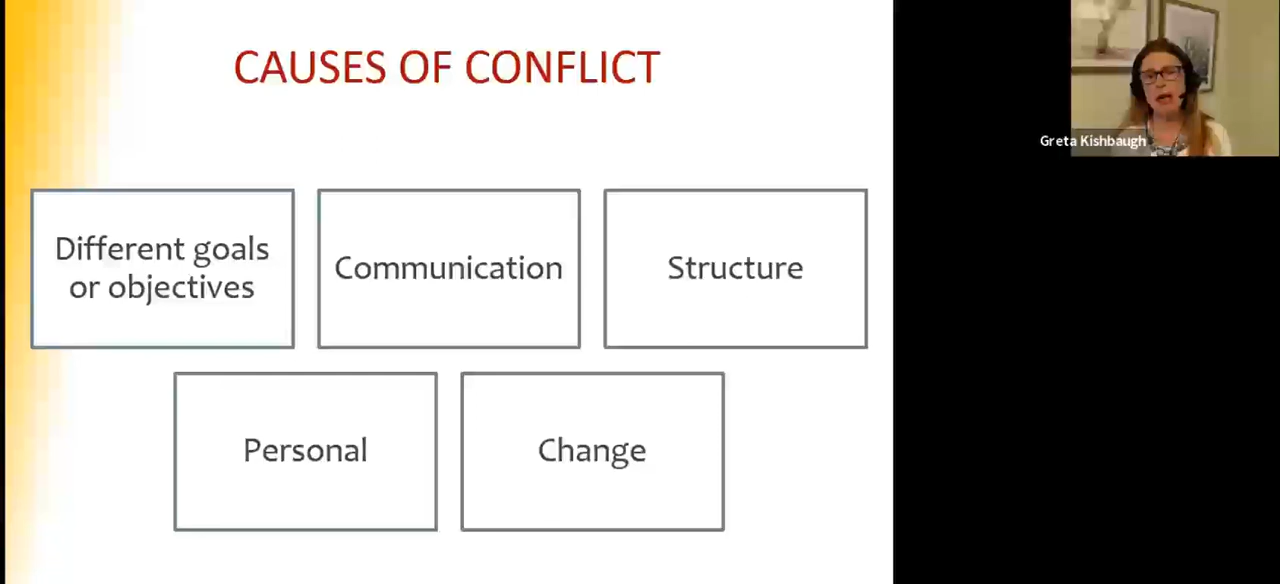 CAUSES OF CONFLICT
Greta Kishbaugh
Different goals
or objectives
Communication
Structure
Personal
Change